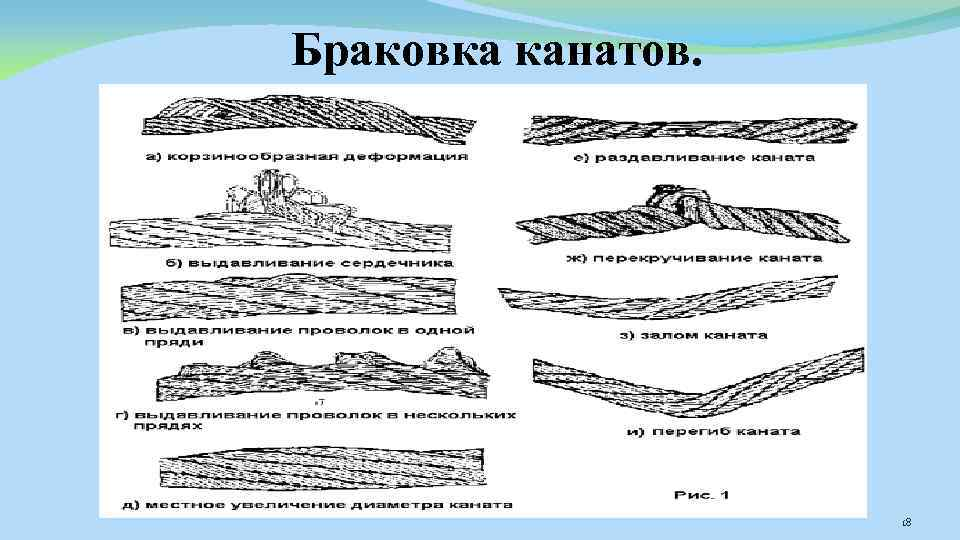 Браковка канатов.
а) корзинообразная деформация
б) выдавливание сердечника
в) выдавливание проволок в одной
пряди
г) выдавливание проволок в нескольких
прядях
д) местное увеличение диаметра каната
е) раздавливание каната
ж) перекручивание каната
з) залом каната
и) перегиб каната
Рис. 1
18